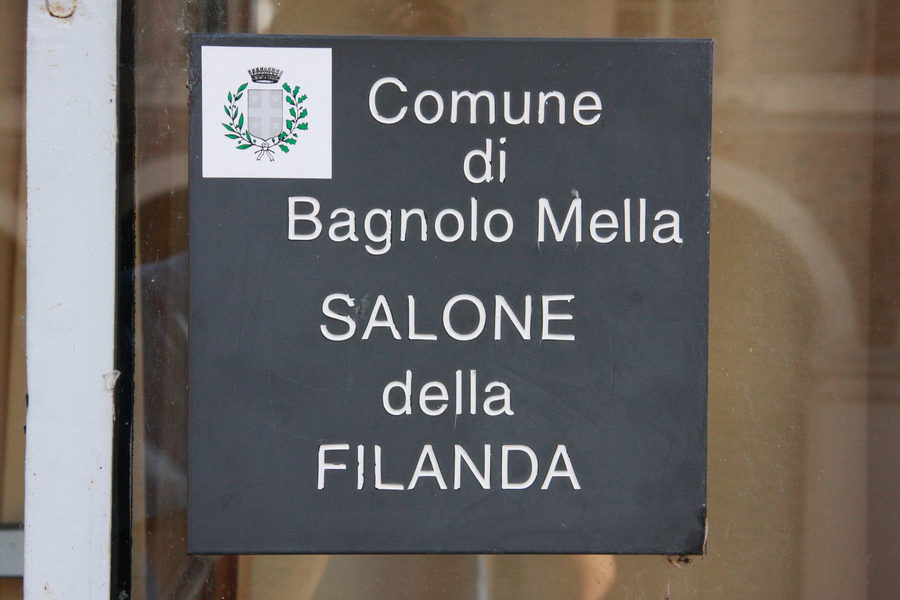 Comune
di
Bagnolo Mella
SALONE
della
FILANDA